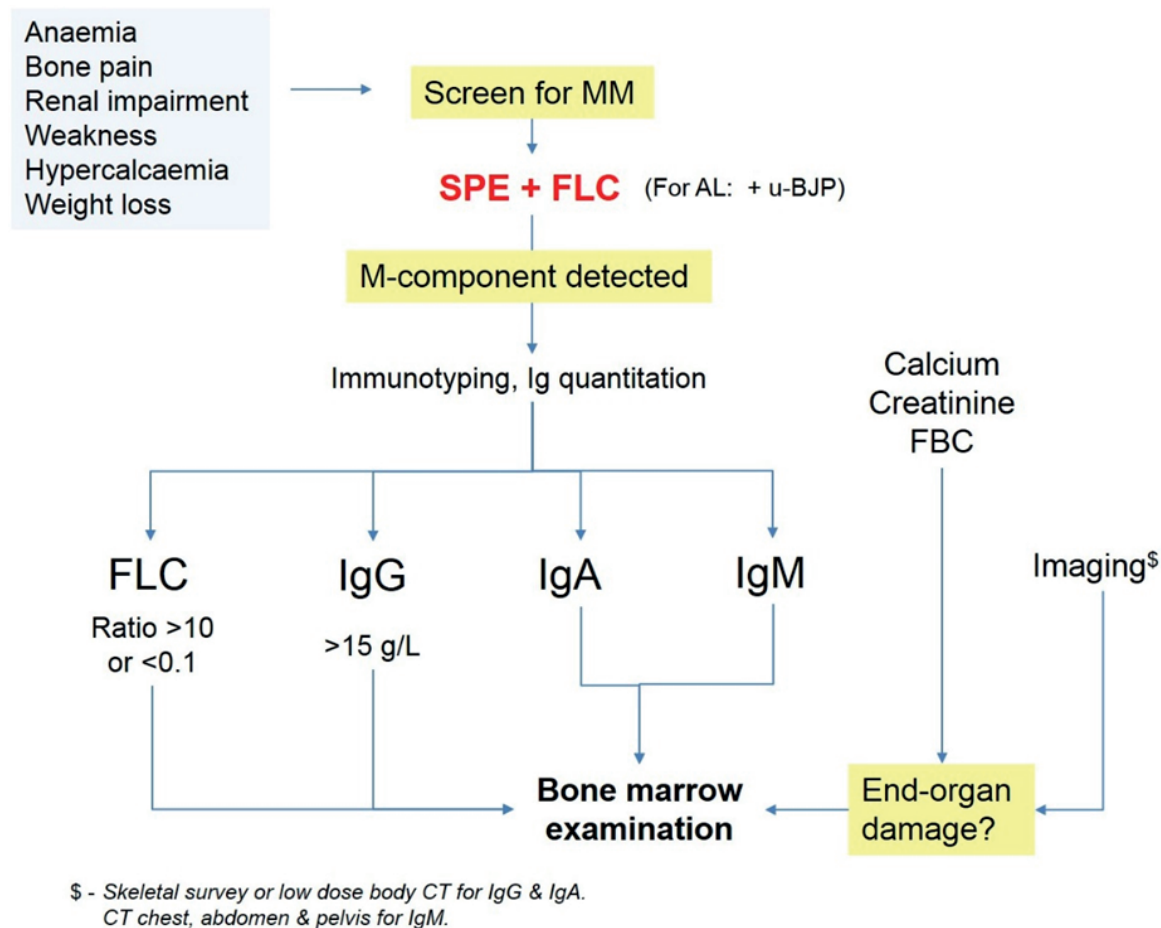 Anaemia
Bone pain
Renal impairment
Weakness
Hypercalcaemia
Weight loss
Screen for MM
SPE + FLC (For AL: + u-BJP)
M-component detected
Immunotyping, Ig quantitation
Calcium
Creatinine
FBC
FLC
Ratio >10
or <0.1
IgG
>15 g/L
IgA
IgM
Imaging$
Bone marrow
examination
End-organ
damage?
$ - Skeletal survey or low dose body CT for IgG & IgA.
CT chest, abdomen & pelvis for IgM.